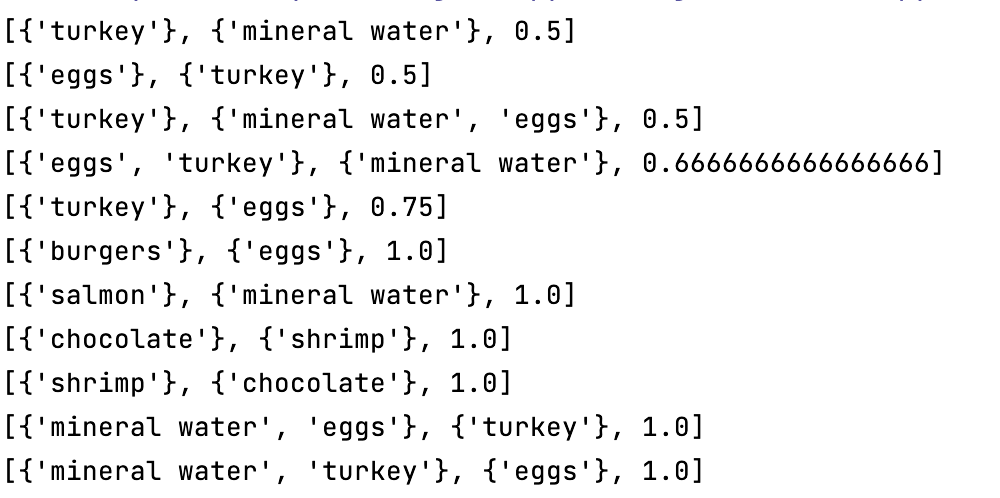 [{'turkey'}, {'mineral water'}, 0.5]
[{'eggs'}, {'turkey'}, 0.5]
[{'turkey'}, {'mineral water', 'eggs'}, 0.5]
[{'eggs', 'turkey'}, {'mineral water'}, 0.6666666666666666]
[{'turkey'}, {'eggs'}, 0.75]
[{'burgers'}, {'eggs'}, 1.0]
[{'salmon'}, {'mineral water'}, 1.0]
[{'chocolate'}, {'shrimp'}, 1.0]
[{'shrimp'}, {'chocolate'}, 1.0]
[{'mineral water', 'eggs'}, {'turkey'}, 1.0]
[{'mineral water', 'turkey'}, {'eggs'}, 1.0]